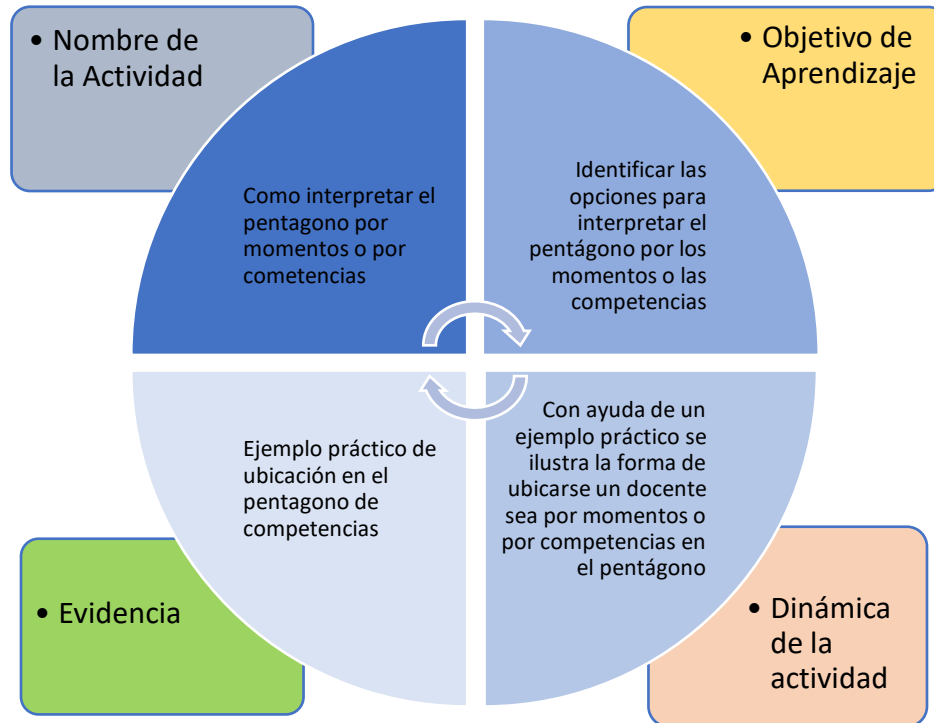 • Nombre de
la Actividad
• Objetivo de
Aprendizaje
Como interpretar el
pentagono por
momentos o por
cometencias
Identificar las
opciones para
interpretar el
pentágono por los
momentos o las
competencias
Ejemplo práctico de
ubicación en el
pentagono de
competencias
Con ayuda de un
ejemplo práctico se
ilustra la forma de
ubicarse un docente
sea por momentos o
por competencias en
el pentágono
• Evidencia
• Dinámica
de la
actividad